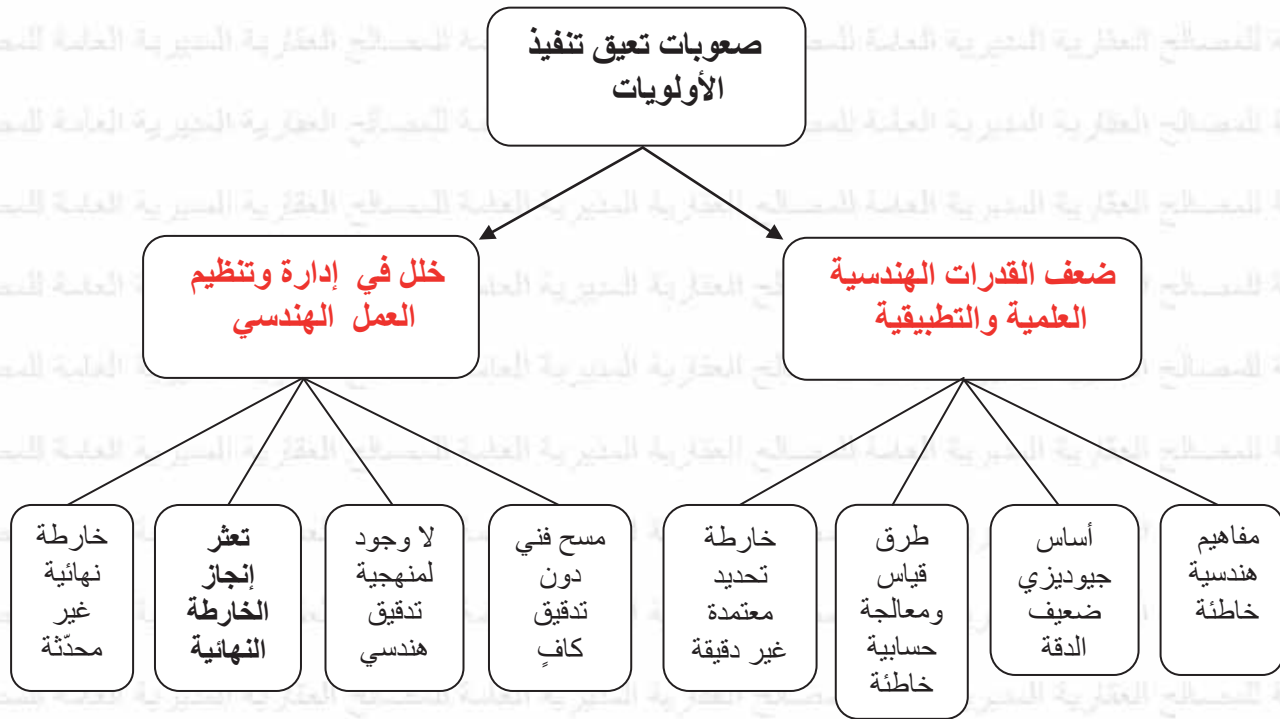 صعوبات تعيق تنفيذ
الأولويات
ضعف القدرات الهندسية
العلمية والتطبيقية
خلل في إدارة وتنظيم
العمل الهندسي
مفاهيم
هندسية
خاطئة
أساس
جيوديزي
ضعيف
الدقة
طرق
قياس
ومعالجة
حسابية
خاطئة
خارطة
تحديد
معتمدة
غير دقيقة
مسح فني
دون
تدقيق
كافٍ
لا وجود
لمنهجية
تدقيق
هندسي
تعثر
إنجاز
الخارطة
النهائية
خارطة
نهائية
غير
محدّثة